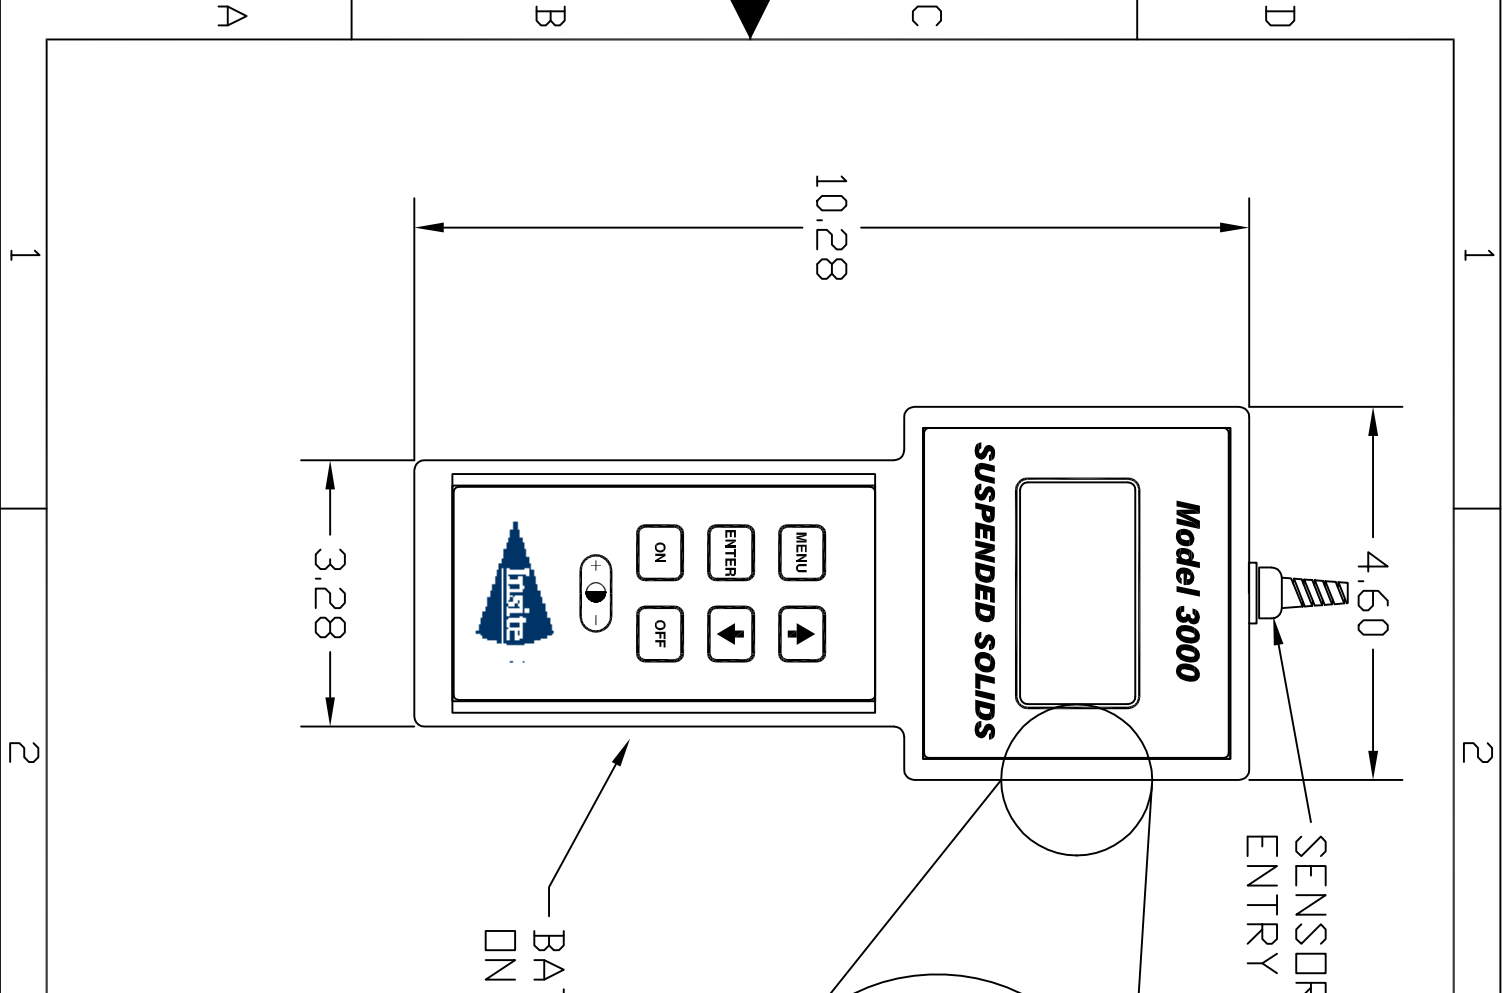 D
C
B
A
1
1
2
2
4.60
10.28
3.28
SENSOR
ENTRY
Model 3000
SUSPENDED SOLIDS
MENU
ENTER
ON
OFF
+ -
Insite
ON